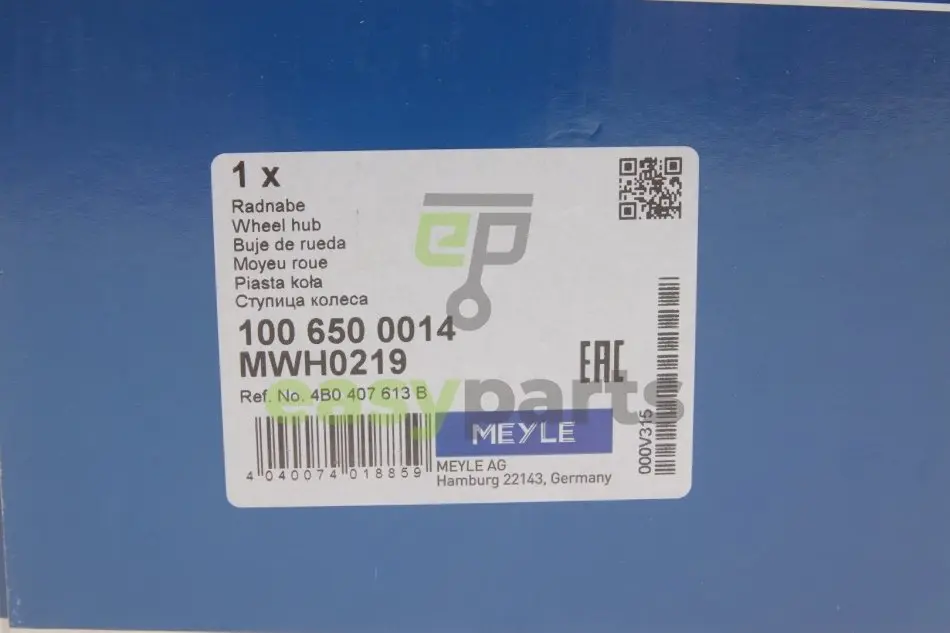 1 x
Radnabe
Wheel hub
Buje de rueda
Moyeu roue
Piasta koła
Ступица колеса
100 650 0014
MWH0219
Ref. No. 4B0 407 613 B
EAC
MEYLE
MEYLE AG
Hamburg 22143, Germany
4 040074 018859
000V315
ep
easyparts